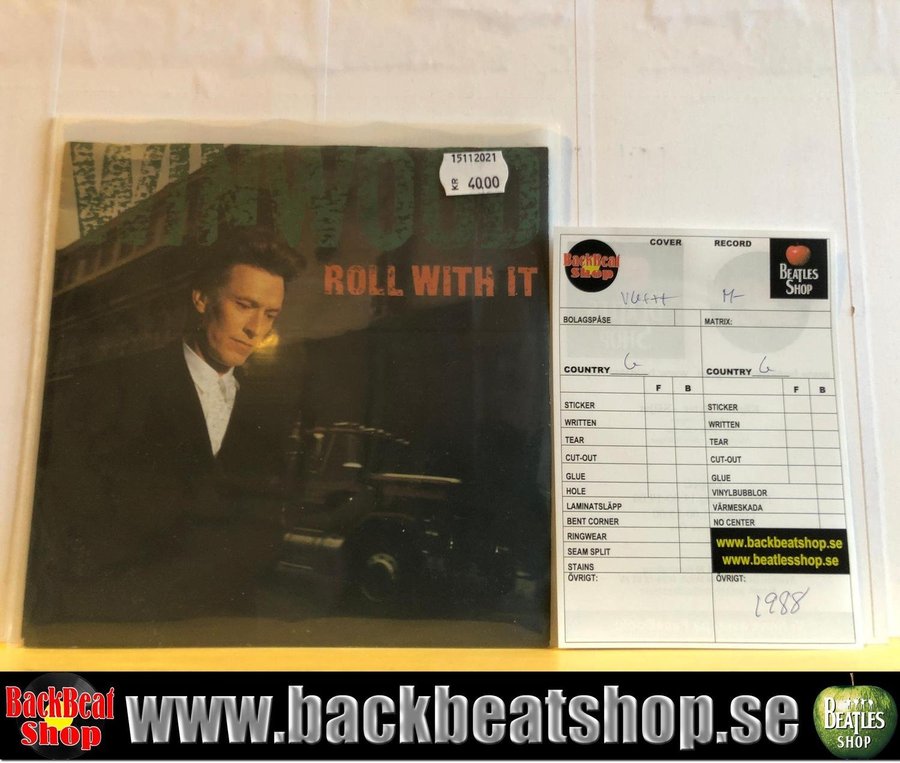 WINWOOD
ROLL WITH IT
15112021
KR 40.00
COVER RECORD
BackBeat Shop
BEATLES SHOP
VG+++ M-
BOLAGSPÅSE MATRIX:
COUNTRY G COUNTRY G
F B F B
STICKER STICKER
WRITTEN WRITTEN
TEAR TEAR
CUT-OUT CUT-OUT
GLUE GLUE
HOLE VINYLBUBBLOR
LAMINATSLÄPP VÄRMESKADA
BENT CORNER NO CENTER
RINGWEAR
SEAM SPLIT
STAINS
www.backbeatshop.se
www.beatlesshop.se
ÖVRIGT: ÖVRIGT:
1988
BackBeat Shop
www.backbeatshop.se
BEATLES SHOP